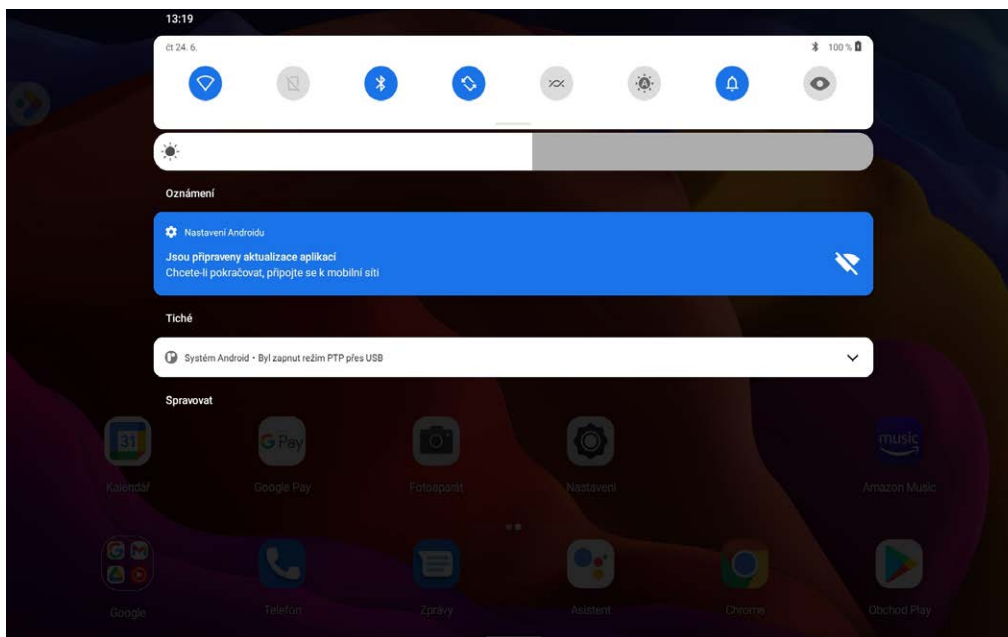 13:19
čt 24. 6.
100 %
Oznámení
Nastavení Androidu
Jsou připraveny aktualizace aplikací
Chcete-li pokračovat, připojte se k mobilní síti
Tiché
Systém Android • Byl zapnut režim PTP přes USB
Spravovat
31
G Pay
music
Kalendář
Google Pay
Fotoaparát
Nastavení
Amazon Music
Google
Telefon
Zprávy
Asistent
Chrome
Obchod Play